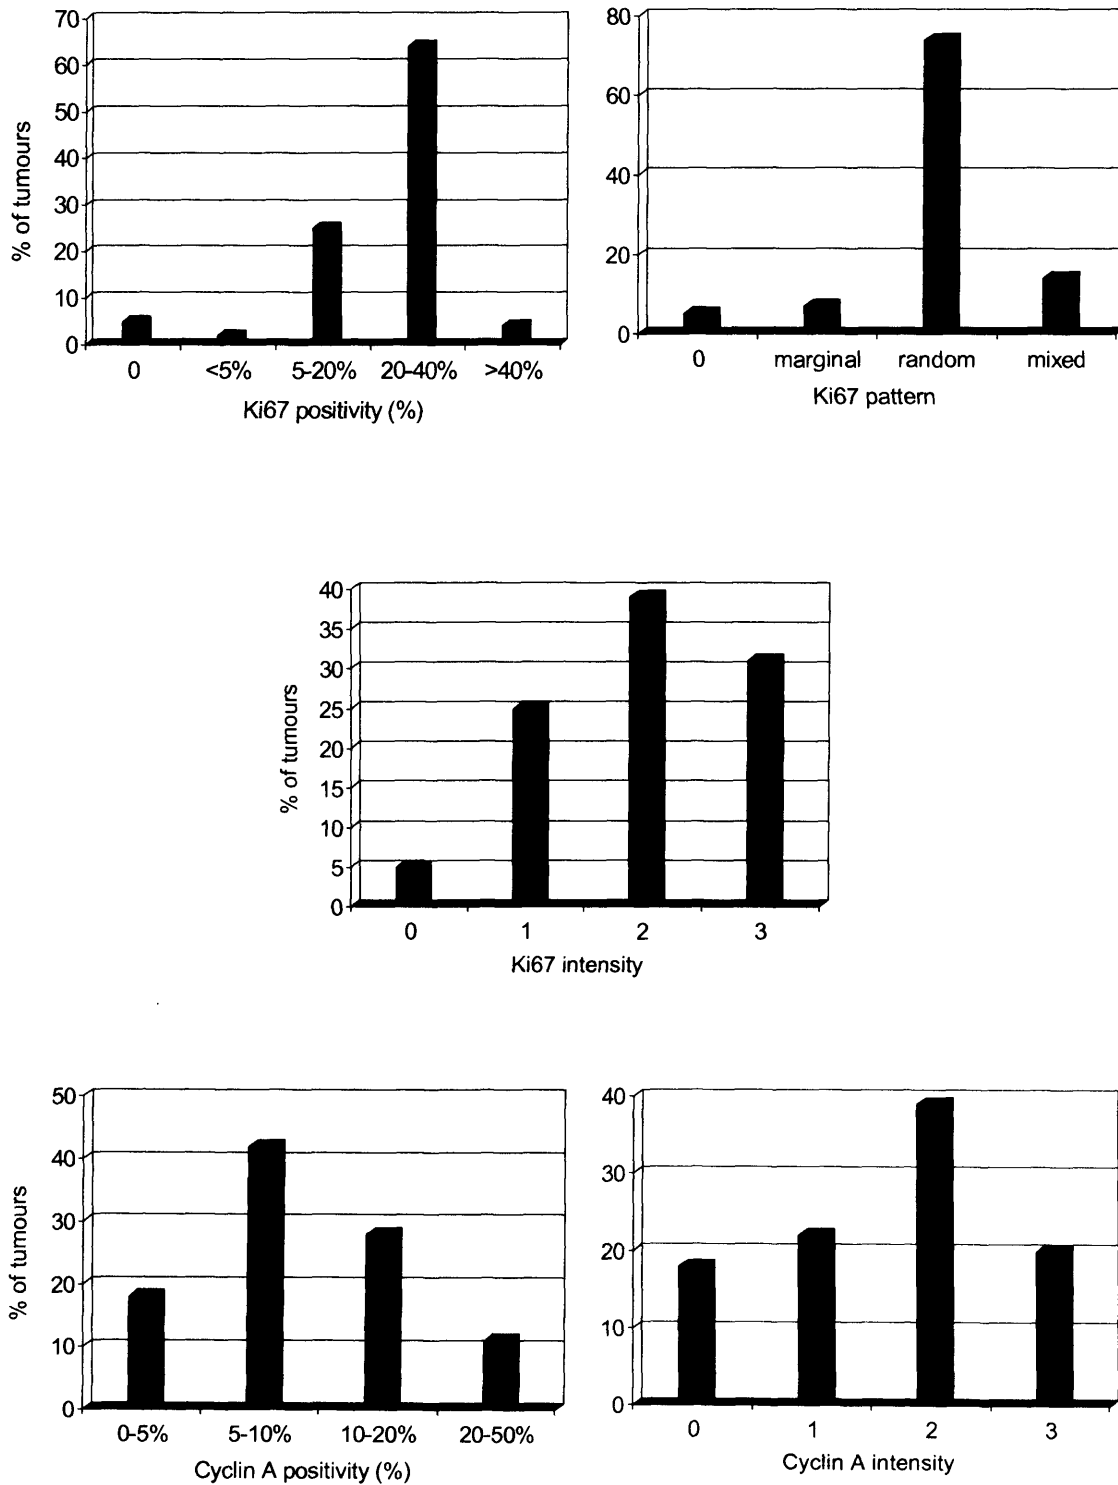 70
60
50
40
30
20
10
0
% of tumours
0 <5% 5-20% 20-40% >40%
Ki67 positivity (%)
80
60
40
20
0
0 marginal random mixed
Ki67 pattern
40
35
30
25
20
15
10
5
0
% of tumours
0 1 2 3
Ki67 intensity
50
40
30
20
10
0
% of tumours
0-5% 5-10% 10-20% 20-50%
Cyclin A positivity (%)
40
30
20
10
0
0 1 2 3
Cyclin A intensity